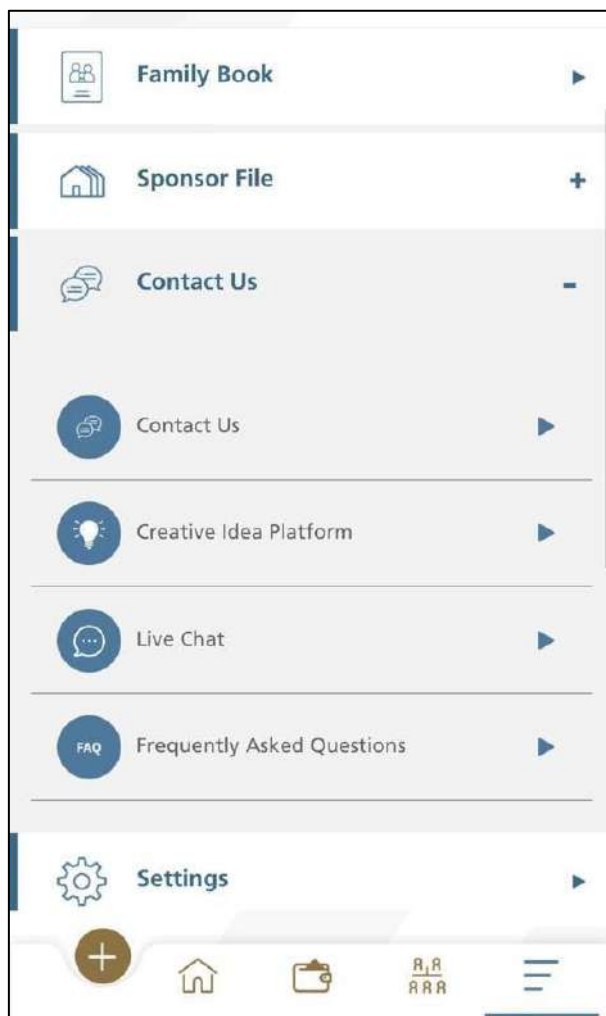 Family Book
Sponsor File
Contact Us
Contact Us
Creative Idea Platform
Live Chat
FAQ
Frequently Asked Questions
Settings